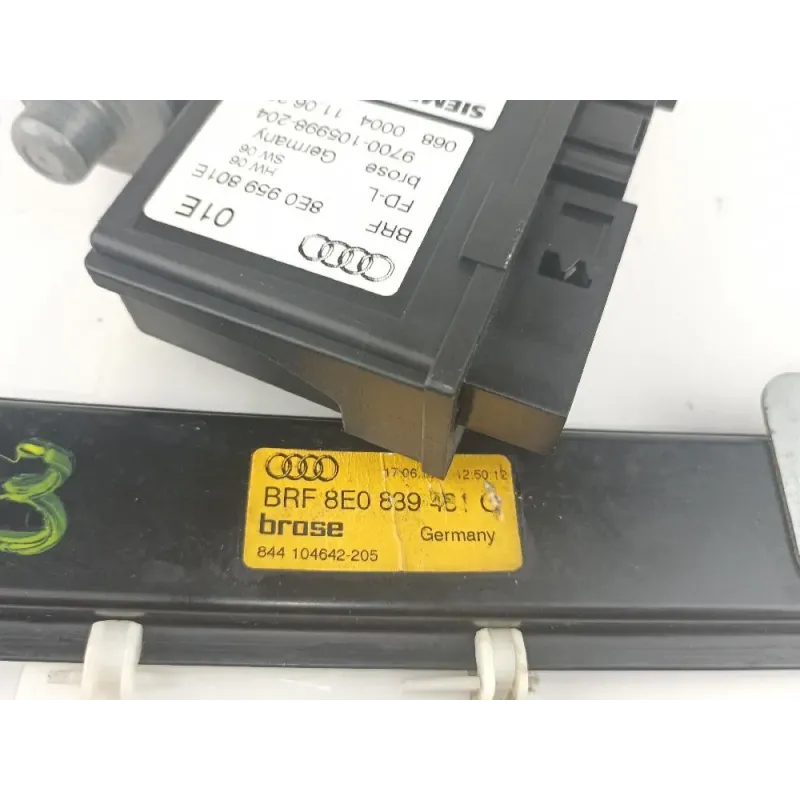 01E
8E0 959 801E
HW 06
SW 06
BRF
FD-L
brose Germany
9700-105998-204
068 0004 11.06
3
17.06 12:50:12
BRF 8E0 839 461 C
brose Germany
844 104642-205